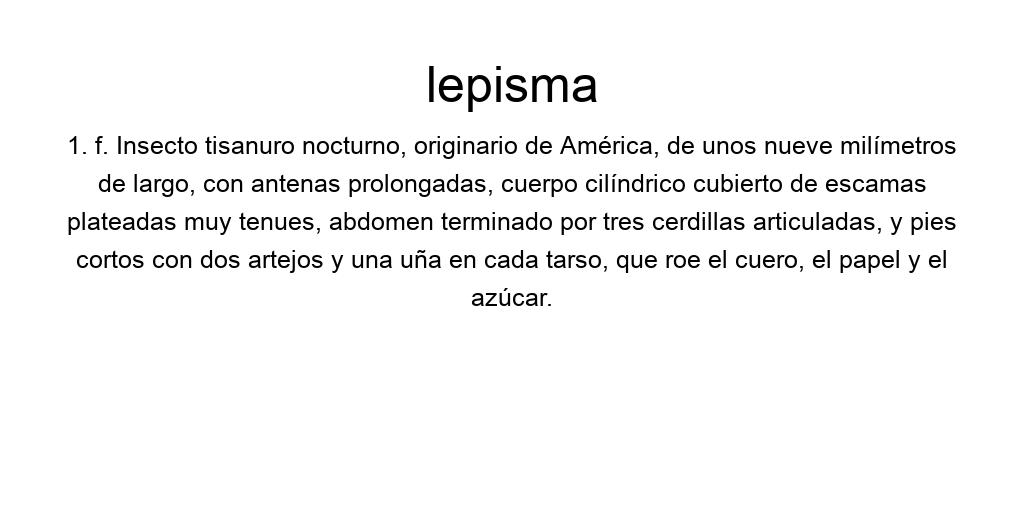 lepisma
1. f. Insecto tisanuro nocturno, originario de América, de unos nueve milímetros
de largo, con antenas prolongadas, cuerpo cilíndrico cubierto de escamas
plateadas muy tenues, abdomen terminado por tres cerdillas articuladas, y pies
cortos con dos artejos y una uña en cada tarso, que roe el cuero, el papel y el
azúcar.